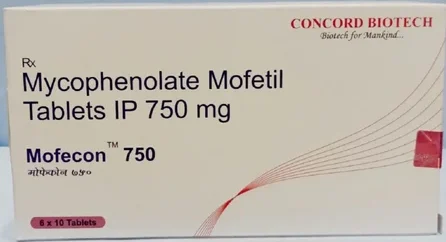 CONCORD BIOTECH
Biotech for Mankind...
Rx
Mycophenolate Mofetil
Tablets IP 750 mg
Mofecon™ 750
मोफेकॉन ७५०
6 x 10 Tablets